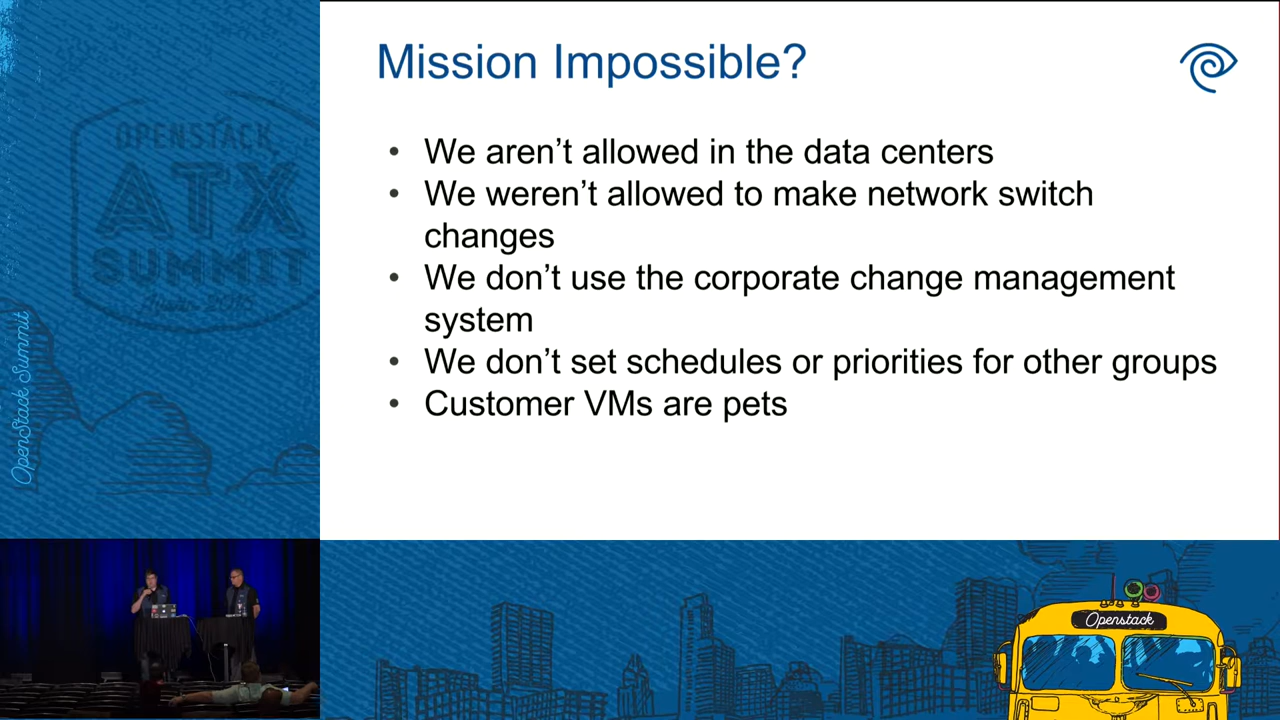 Mission Impossible?
• We aren’t allowed in the data centers
• We weren’t allowed to make network switch
changes
• We don’t use the corporate change management
system
• We don’t set schedules or priorities for other groups
• Customer VMs are pets
OPENSTACK
ATX
SUMMIT
OpenStack Summit
Openstack